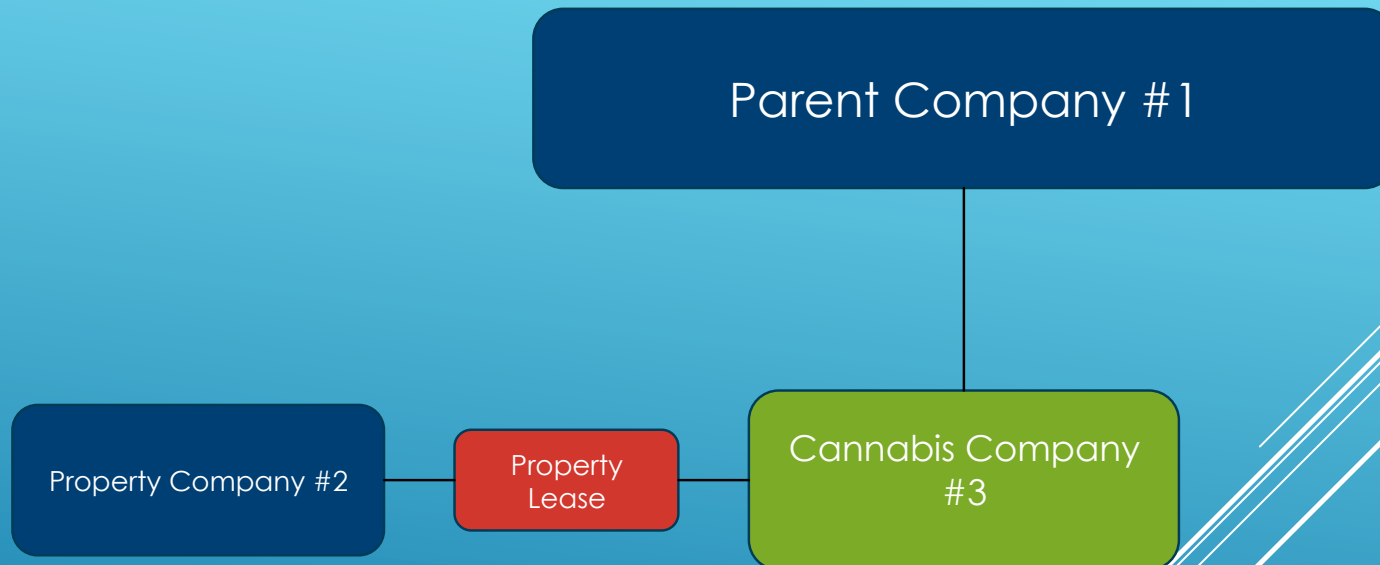 Parent Company #1
Property Company #2
Property
Lease
Cannabis Company
#3